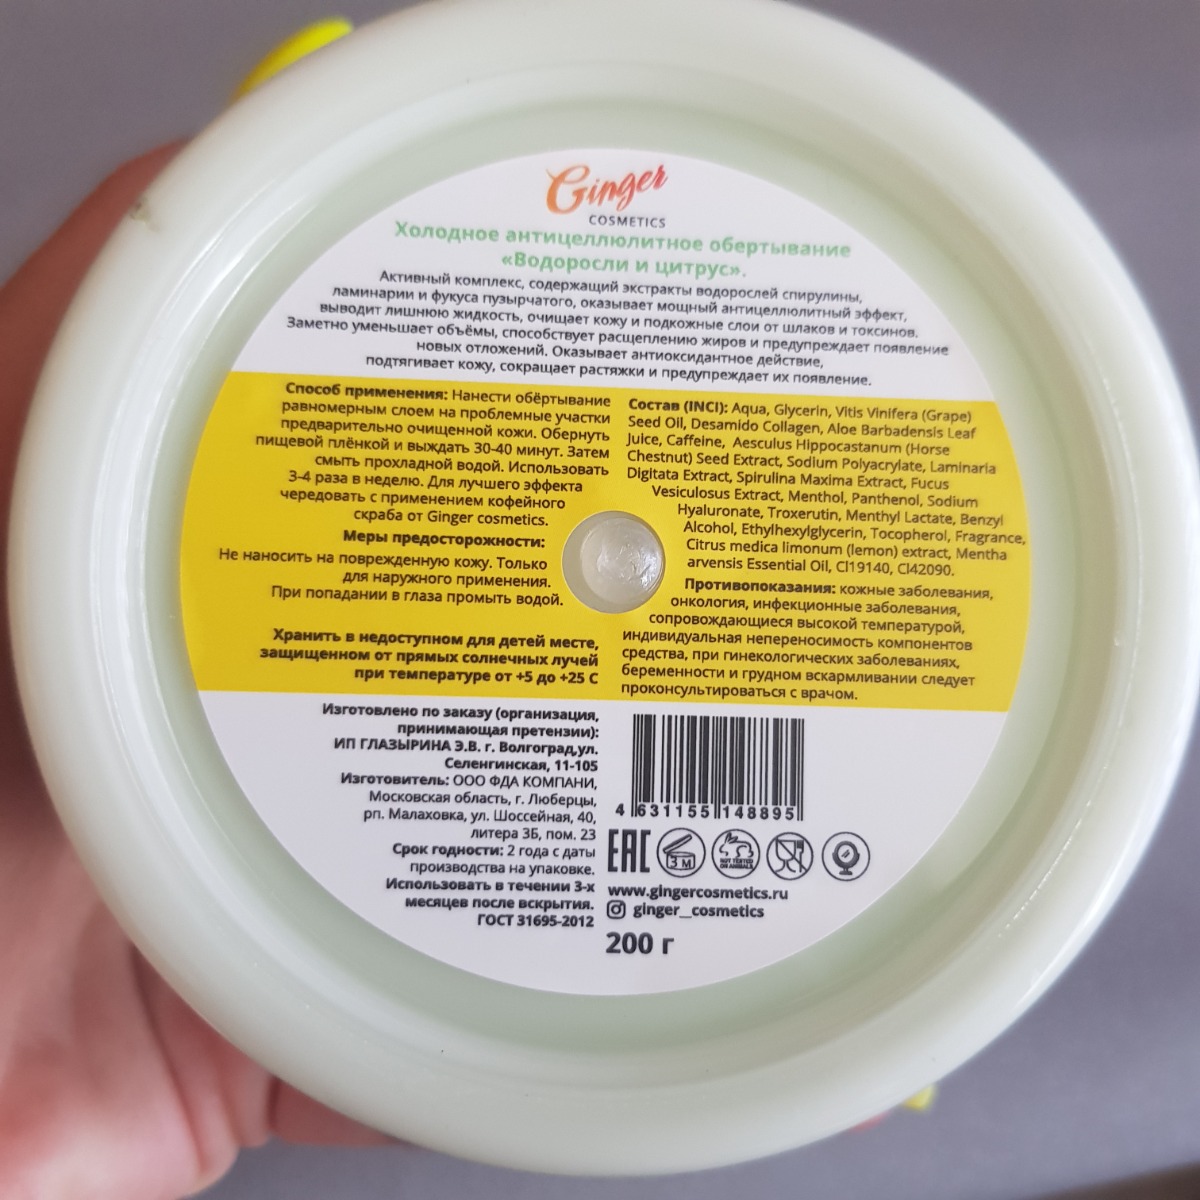 Ginger
COSMETICS
Холодное антицеллюлитное обертывание
«Водоросли и цитрус».
Активный комплекс, содержащий экстракты водорослей спирулины,
ламинарии и фукуса пузырчатого, оказывает мощный антицеллюлитный эффект,
выводит лишнюю жидкость, очищает кожу и подкожные слои от шлаков и токсинов.
Заметно уменьшает объёмы, способствует расщеплению жиров и предупреждает появление
новых отложений. Оказывает антиоксидантное действие,
подтягивает кожу, сокращает растяжки и предупреждает их появление.
Способ применения: Нанести обёртывание
равномерным слоем на проблемные участки
предварительно очищенной кожи. Обернуть
пищевой плёнкой и выждать 30-40 минут. Затем
смыть прохладной водой. Использовать
3-4 раза в неделю. Для лучшего эффекта
чередовать с применением кофейного
скраба от Ginger cosmetics.
Меры предосторожности:
Не наносить на поврежденную кожу. Только
для наружного применения.
При попадании в глаза промыть водой.
Хранить в недоступном для детей месте,
защищенном от прямых солнечных лучей
при температуре от +5 до +25 С
Состав (INCI): Aqua, Glycerin, Vitis Vinifera (Grape)
Seed Oil, Desamido Collagen, Aloe Barbadensis Leaf
Juice, Caffeine, Aesculus Hippocastanum (Horse
Chestnut) Seed Extract, Sodium Polyacrylate, Laminaria
Digitata Extract, Spirulina Maxima Extract, Fucus
Vesiculosus Extract, Menthol, Panthenol, Sodium
Hyaluronate, Troxerutin, Menthyl Lactate, Benzyl
Alcohol, Ethylhexylglycerin, Tocopherol, Fragrance,
Citrus medica limonum (lemon) extract, Mentha
arvensis Essential Oil, Cl19140, Cl42090.
Противопоказания: кожные заболевания,
онкология, инфекционные заболевания,
сопровождающиеся высокой температурой,
индивидуальная непереносимость компонентов
средства, при гинекологических заболеваниях,
беременности и грудном вскармливании следует
проконсультироваться с врачом.
Изготовлено по заказу (организация,
принимающая претензии):
ИП ГЛАЗЫРИНА Э.В. г. Волгоград,ул.
Селенгинская, 11-105
Изготовитель: ООО ФДА КОМПАНИ,
Московская область, г. Люберцы,
рп. Малаховка, ул. Шоссейная, 40,
литера 3Б, пом. 23
Срок годности: 2 года с даты
производства на упаковке.
Использовать в течении 3-х
месяцев после вскрытия.
ГОСТ 31695-2012
4 631155 148895
EAC
3 M
NOT TESTED
ON ANIMALS
www.gingercosmetics.ru
ginger_cosmetics
200 г